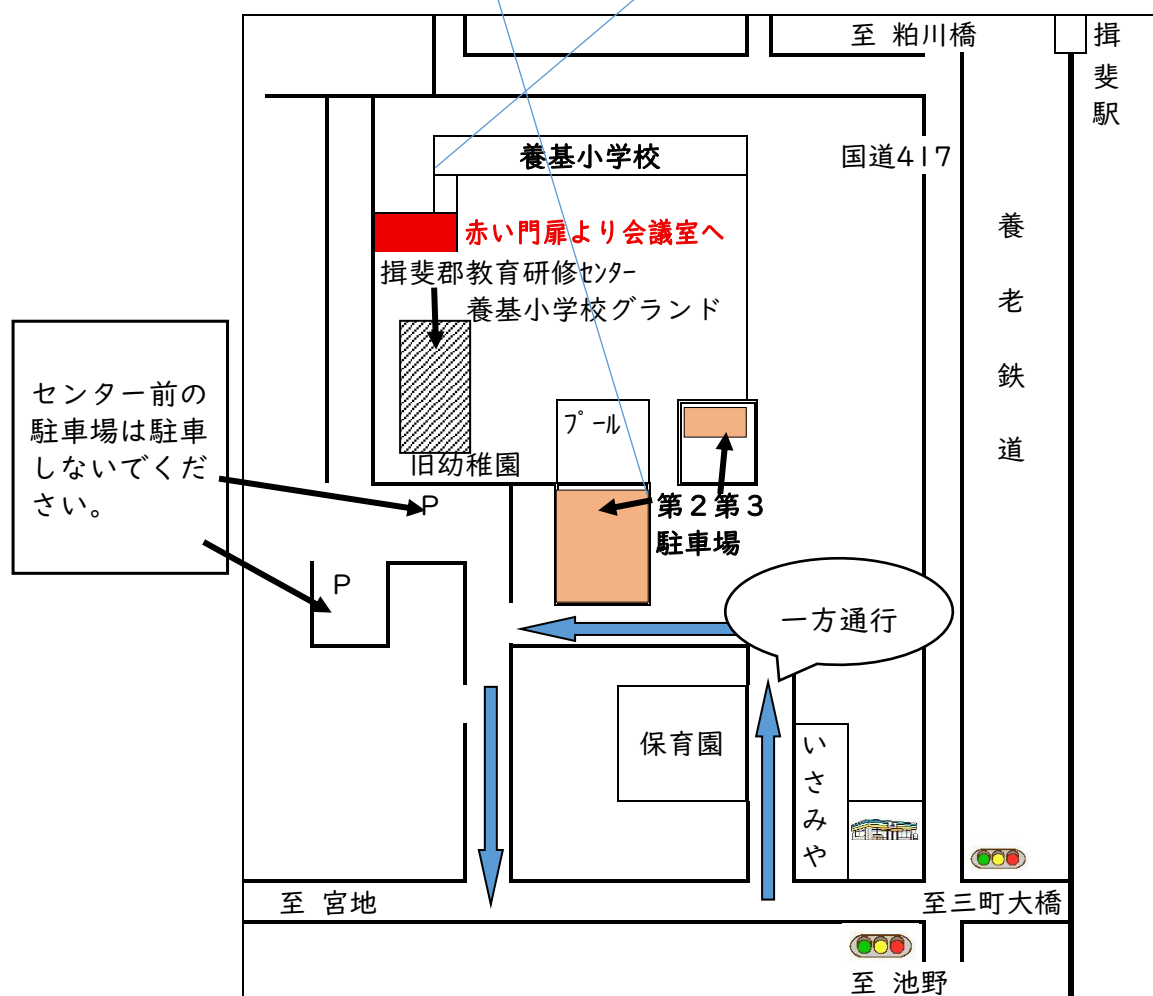 至 粕川橋
揖斐駅
養基小学校
国道417
赤い門扉より会議室へ
揖斐郡教育研修ｾﾝﾀｰ
養基小学校グランド
養老鉄道
センター前の
駐車場は駐車
しないでくだ
さい。
ﾌﾟｰﾙ
旧幼稚園
P
第２第３
駐車場
P
一方通行
保育園
いさみや
至 宮地
至三町大橋
至 池野